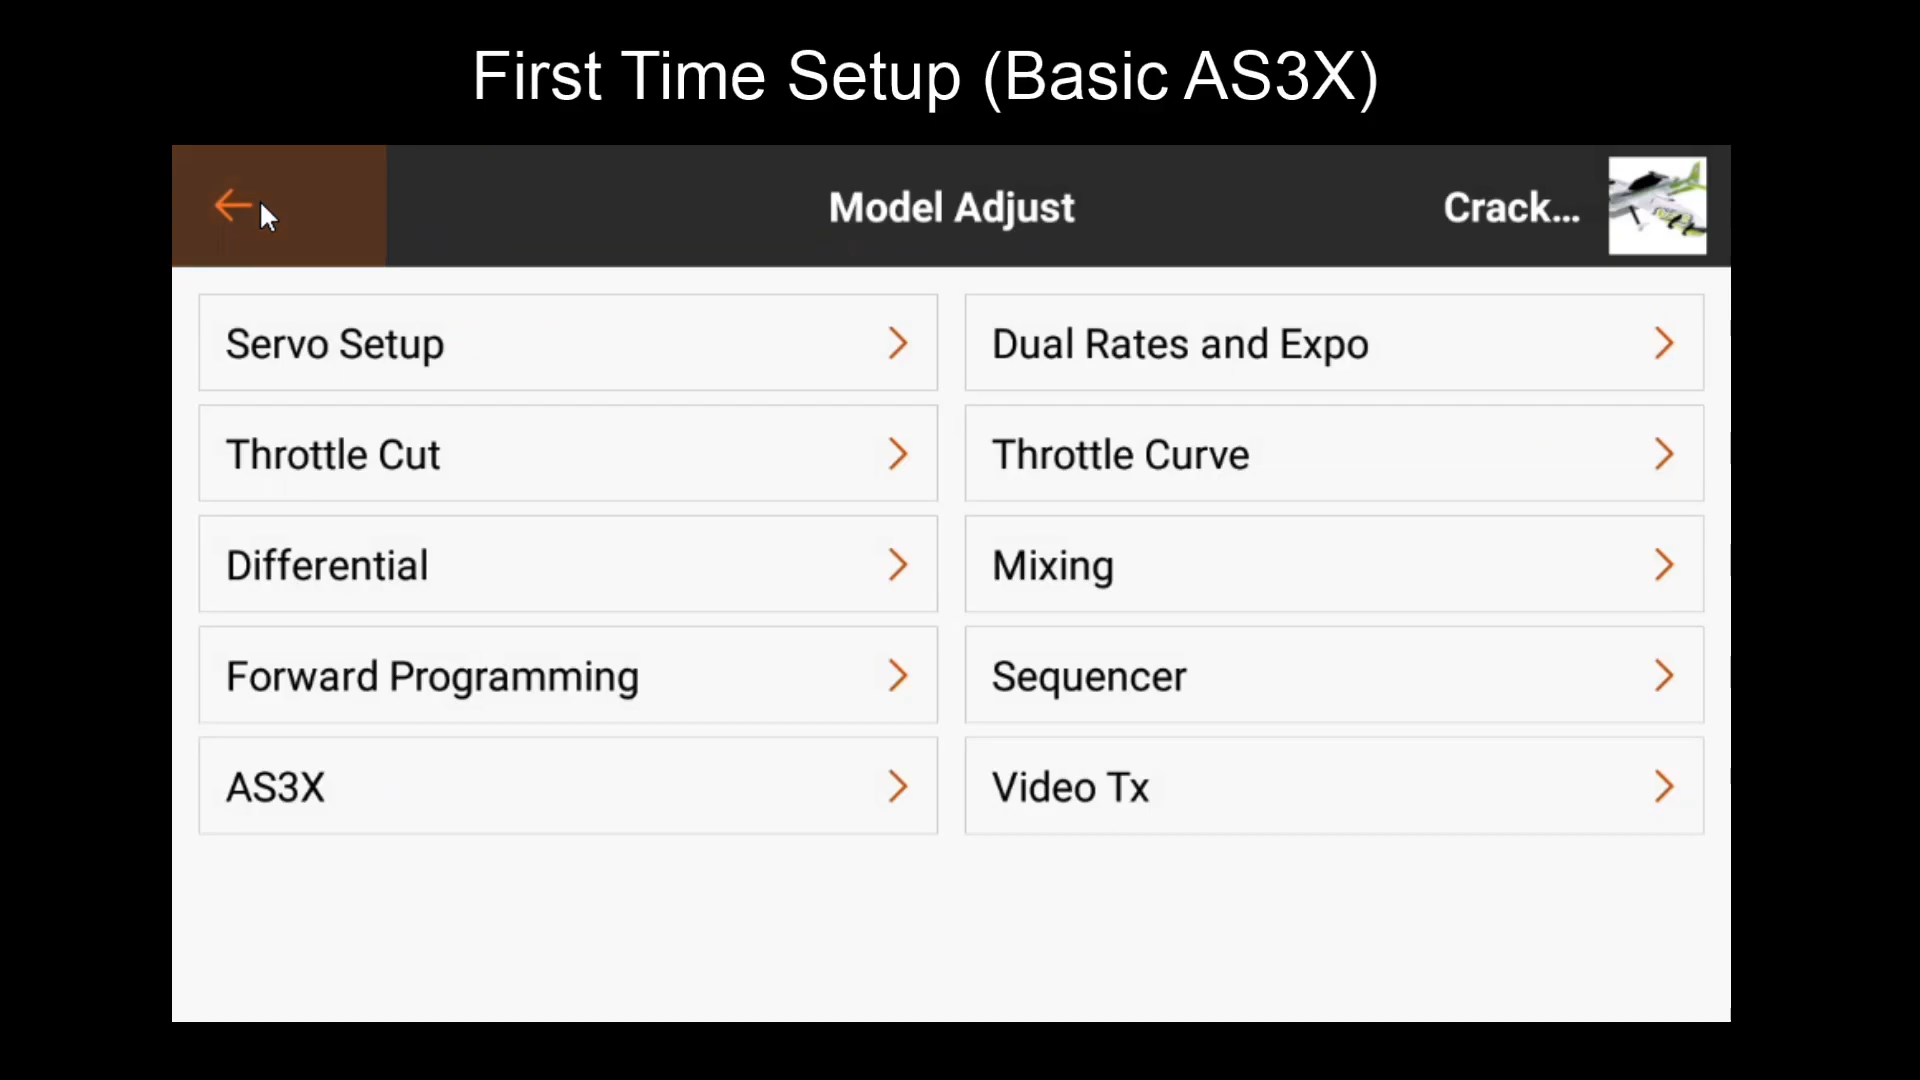 First Time Setup (Basic AS3X)
Model Adjust
Crack...
Servo Setup
Dual Rates and Expo
Throttle Cut
Throttle Curve
Differential
Mixing
Forward Programming
Sequencer
AS3X
Video Tx